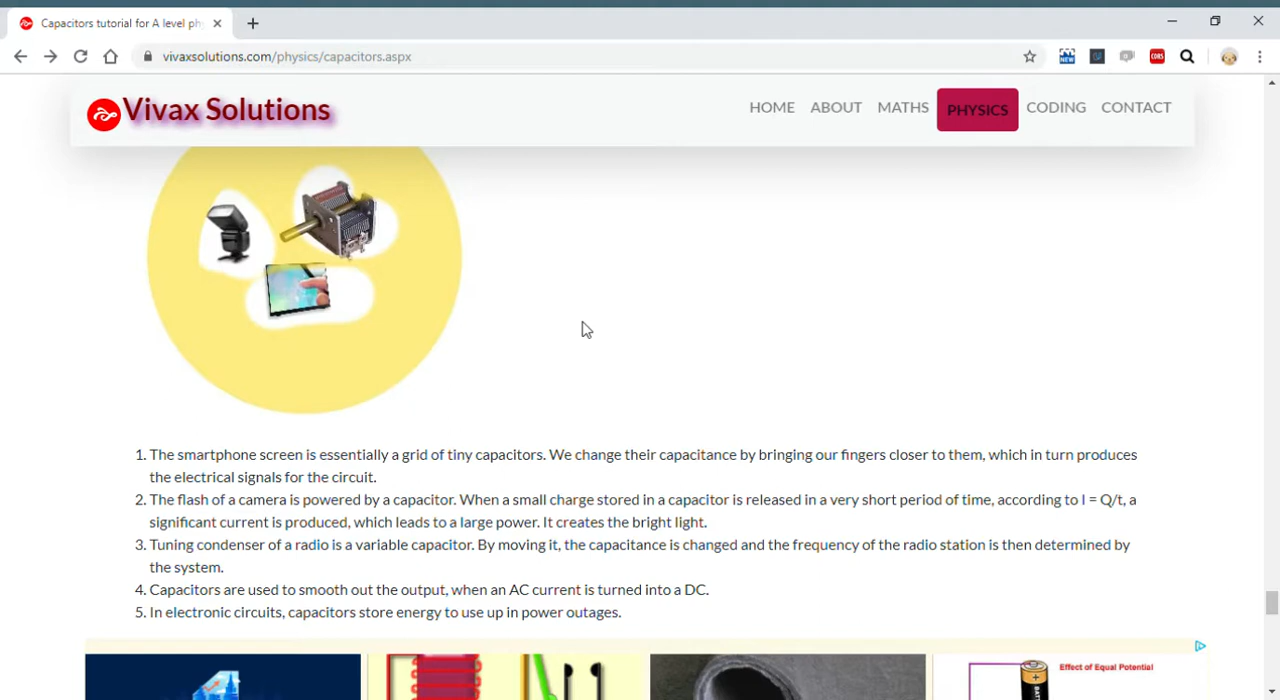 Capacitors tutorial for A level ph
vivaxsolutions.com/physics/capacitors.aspx
NEW
CORS
Vivax Solutions
HOME ABOUT MATHS PHYSICS CODING CONTACT
1. The smartphone screen is essentially a grid of tiny capacitors. We change their capacitance by bringing our fingers closer to them, which in turn produces
the electrical signals for the circuit.
2. The flash of a camera is powered by a capacitor. When a small charge stored in a capacitor is released in a very short period of time, according to I = Q/t, a
significant current is produced, which leads to a large power. It creates the bright light.
3. Tuning condenser of a radio is a variable capacitor. By moving it, the capacitance is changed and the frequency of the radio station is then determined by
the system.
4. Capacitors are used to smooth out the output, when an AC current is turned into a DC.
5. In electronic circuits, capacitors store energy to use up in power outages.
Effect of Equal Potential